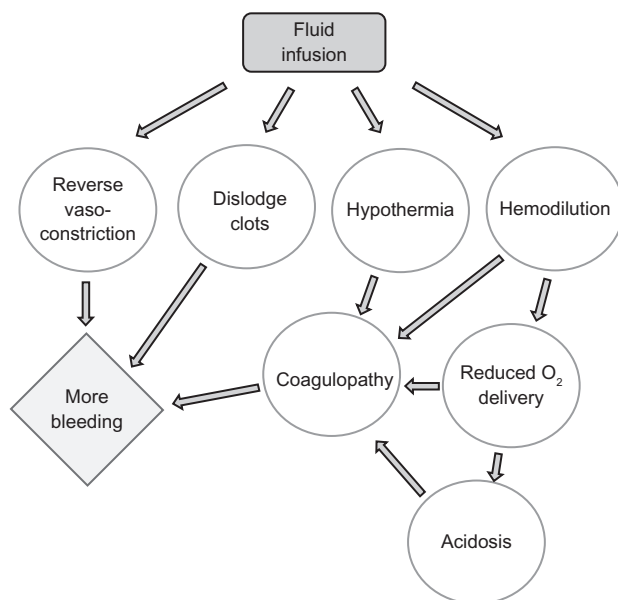 Fluid
infusion
Reverse
vaso-
constriction
Dislodge
clots
Hypothermia
Hemodilution
More
bleeding
Coagulopathy
Reduced O₂
delivery
Acidosis